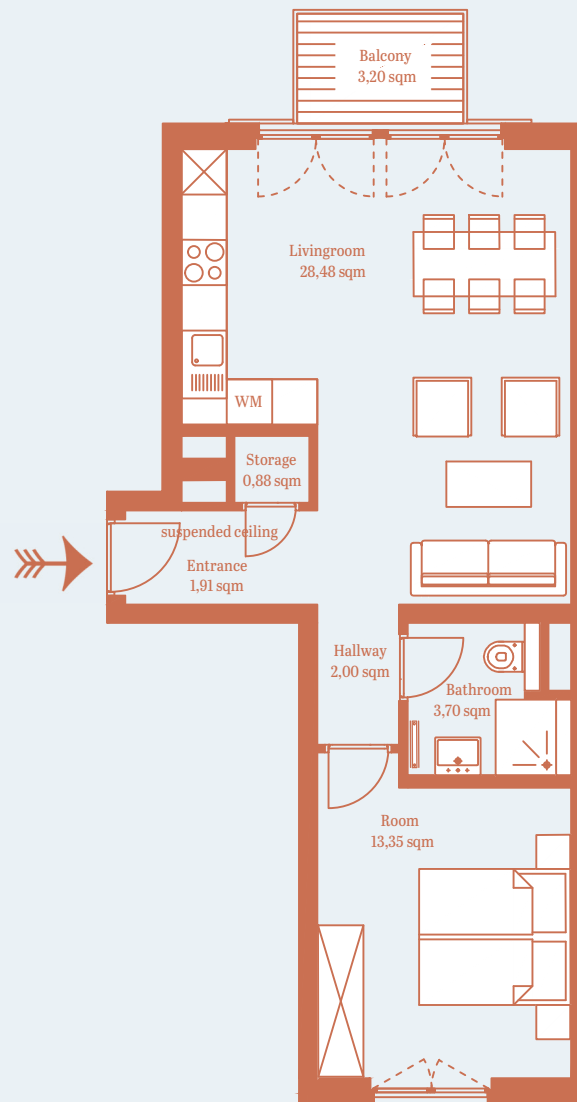 Balcony
3,20 sqm
Livingroom
28,48 sqm
WM
Storage
0,88 sqm
suspended ceiling
Entrance
1,91 sqm
Hallway
2,00 sqm
Bathroom
3,70 sqm
Room
13,35 sqm